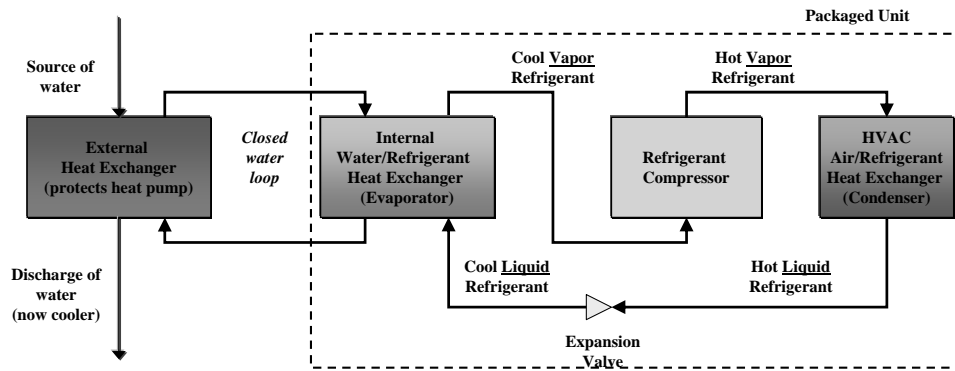 Packaged Unit
Source of
water
Cool Vapor
Refrigerant
Hot Vapor
Refrigerant
External
Heat Exchanger
(protects heat pump)
Closed
water
loop
Internal
Water/Refrigerant
Heat Exchanger
(Evaporator)
Refrigerant
Compressor
HVAC
Air/Refrigerant
Heat Exchanger
(Condenser)
Discharge of
water
(now cooler)
Cool Liquid
Refrigerant
Hot Liquid
Refrigerant
Expansion
Valve